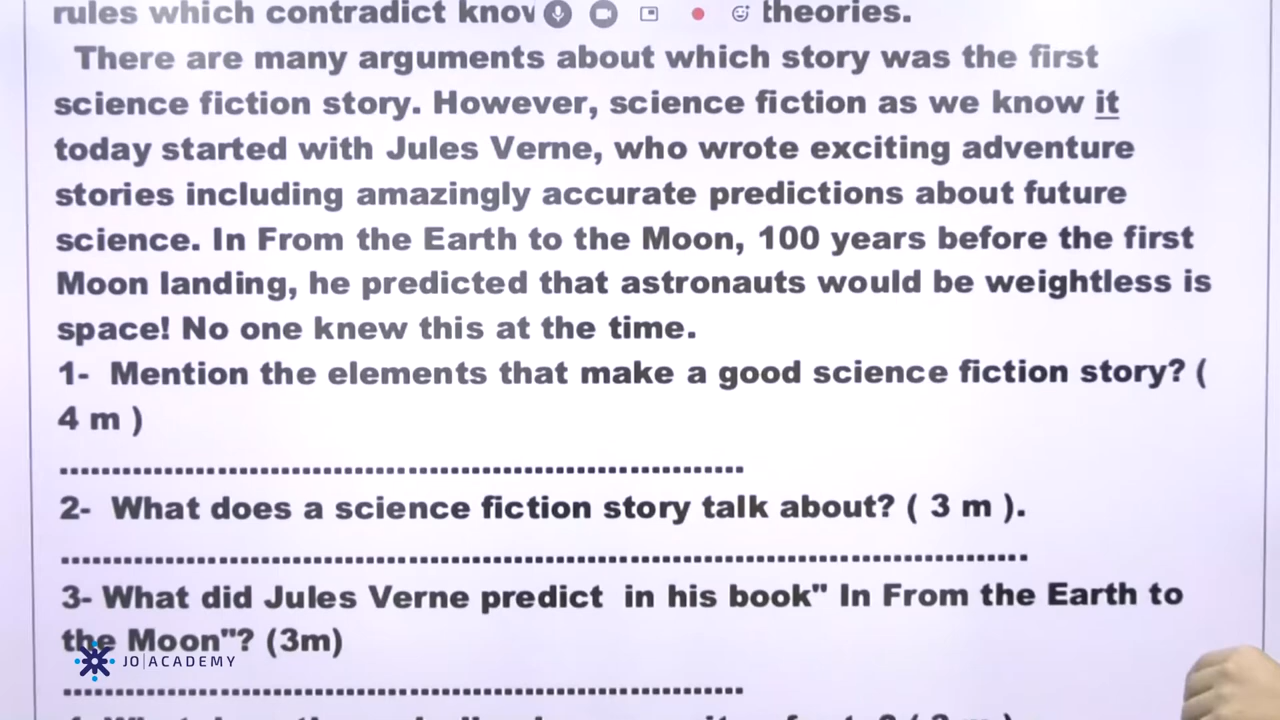 rules which contradict theories.
There are many arguments about which story was the first
science fiction story. However, science fiction as we know it
today started with Jules Verne, who wrote exciting adventure
stories including amazingly accurate predictions about future
science. In From the Earth to the Moon, 100 years before the first
Moon landing, he predicted that astronauts would be weightless is
space! No one knew this at the time.
1- Mention the elements that make a good science fiction story? (
4 m )
2- What does a science fiction story talk about? ( 3 m ).
3- What did Jules Verne predict in his book" In From the Earth to
the Moon"? (3m)
JO|ACADEMY